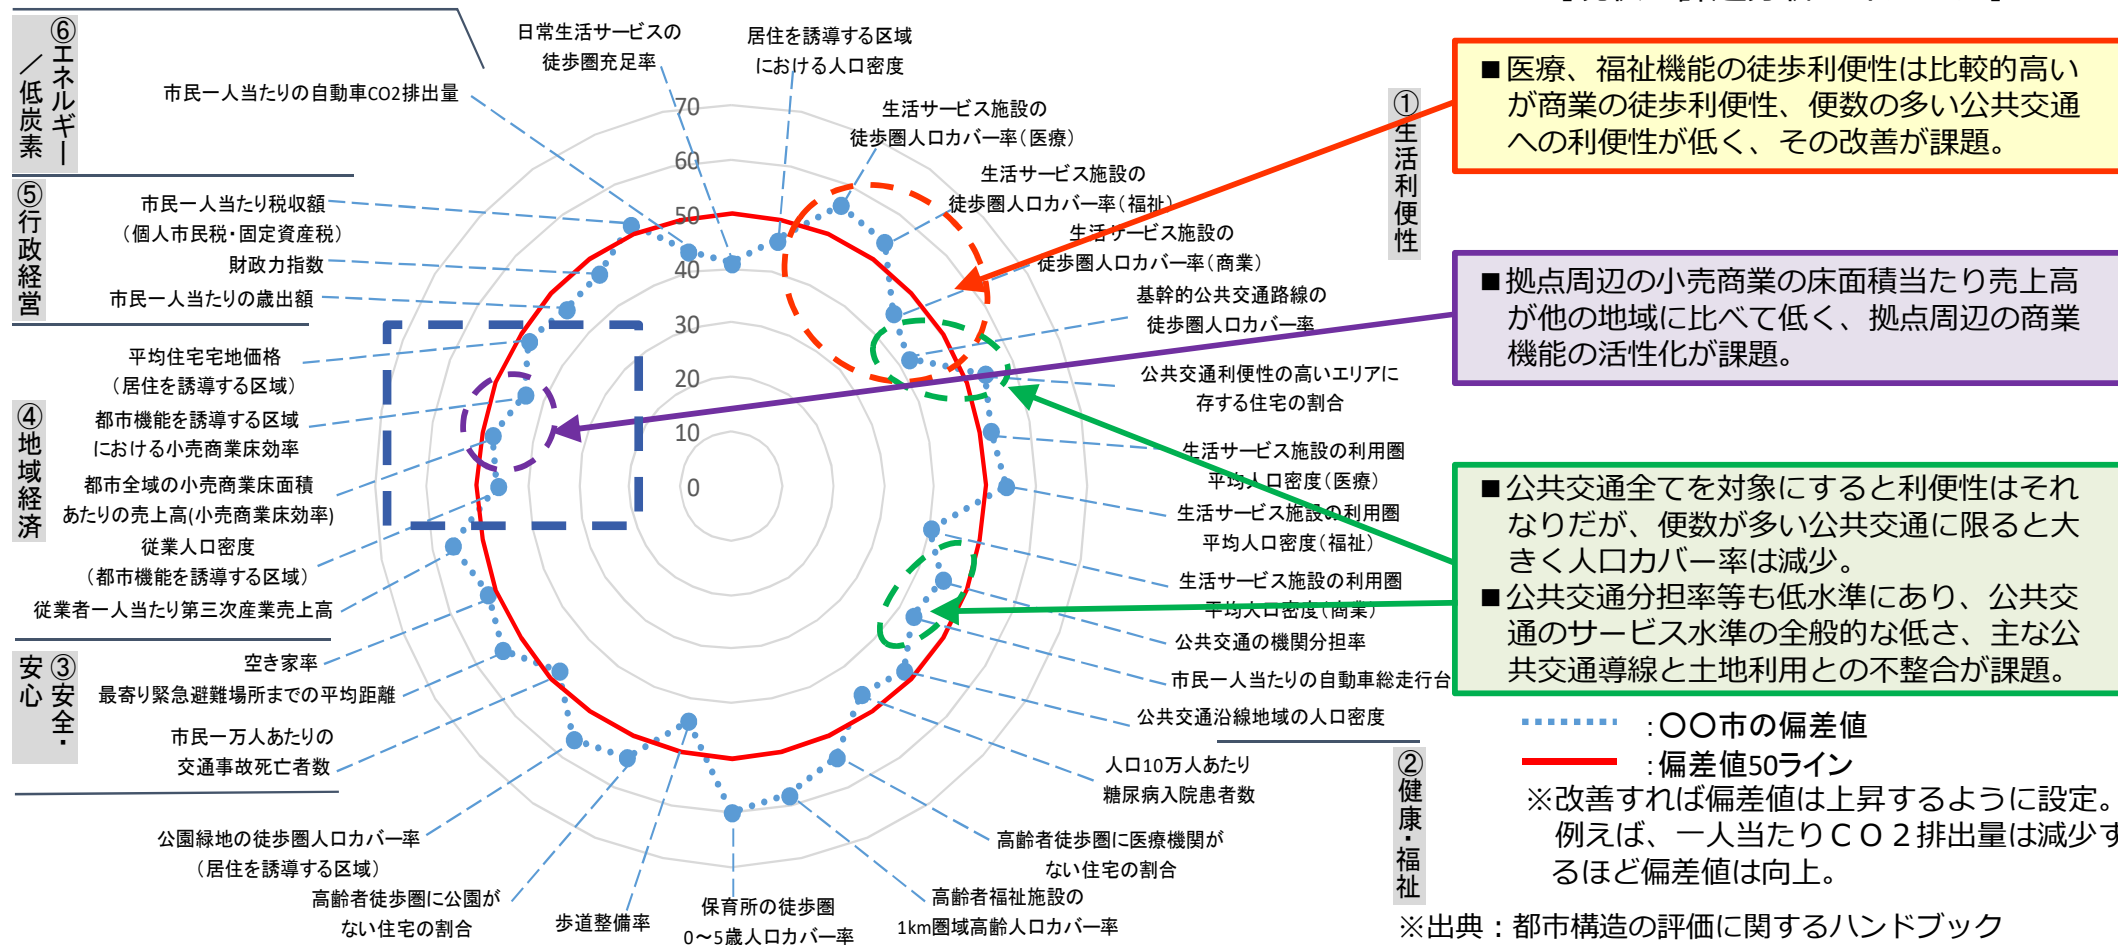 ⑥エネルギー
／低炭素
日常生活サービスの
徒歩圏充足率
居住を誘導する区域
における人口密度
市民一人当たりの自動車CO2排出量
生活サービス施設の
徒歩圏人口カバー率(医療)
生活サービス施設の
徒歩圏人口カバー率(福祉)
生活サービス施設の
徒歩圏人口カバー率(商業)
基幹的公共交通路線の
徒歩圏人口カバー率
公共交通利便性の高いエリアに
存する住宅の割合
生活サービス施設の利用圏
平均人口密度(医療)
生活サービス施設の利用圏
平均人口密度(福祉)
生活サービス施設の利用圏
平均人口密度(商業)
公共交通の機関分担率
市民一人当たりの自動車総走行台
公共交通沿線地域の人口密度
①生活利便性
70
60
50
40
30
20
10
0
⑤行政経営
市民一人当たり税収額
(個人市民税・固定資産税)
財政力指数
市民一人当たりの歳出額
④地域経済
平均住宅宅地価格
(居住を誘導する区域)
都市機能を誘導する区域
における小売商業床効率
都市全域の小売商業床面積
あたりの売上高(小売商業床効率)
従業人口密度
(都市機能を誘導する区域)
従業者一人当たり第三次産業売上高
③安全・
安心
空き家率
最寄り緊急避難場所までの平均距離
市民一万人あたりの
交通事故死亡者数
公園緑地の徒歩圏人口カバー率
(居住を誘導する区域)
高齢者徒歩圏に公園が
ない住宅の割合
歩道整備率
保育所の徒歩圏
0～5歳人口カバー率
高齢者福祉施設の
1km圏域高齢人口カバー率
高齢者徒歩圏に医療機関が
ない住宅の割合
人口10万人あたり
糖尿病入院患者数
②健康・福祉
■医療、福祉機能の徒歩利便性は比較的高い
が商業の徒歩利便性、便数の多い公共交通
への利便性が低く、その改善が課題。
■拠点周辺の小売商業の床面積当たり売上高
が他の地域に比べて低く、拠点周辺の商業
機能の活性化が課題。
■公共交通全てを対象にすると利便性はそれ
なりだが、便数が多い公共交通に限ると大
きく人口カバー率は減少。
■公共交通分担率等も低水準にあり、公共交
通のサービス水準の全般的な低さ、主な公
共交通導線と土地利用との不整合が課題。
：〇〇市の偏差値
：偏差値50ライン
※改善すれば偏差値は上昇するように設定。
例えば、一人当たりＣＯ２排出量は減少す
るほど偏差値は向上。
※出典：都市構造の評価に関するハンドブック